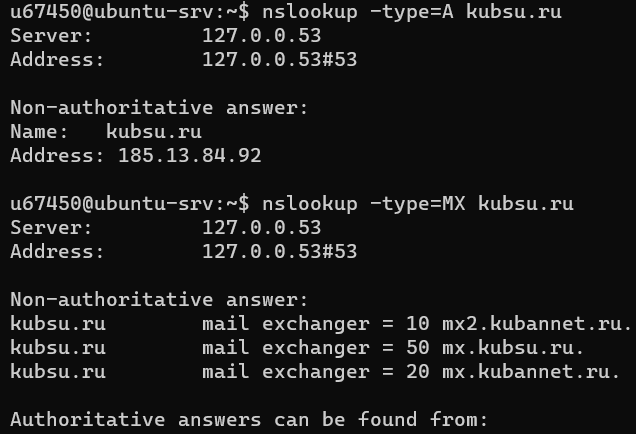 u67450@ubuntu-srv:~$ nslookup -type=A kubsu.ru
Server:         127.0.0.53
Address:        127.0.0.53#53

Non-authoritative answer:
Name:   kubsu.ru
Address: 185.13.84.92

u67450@ubuntu-srv:~$ nslookup -type=MX kubsu.ru
Server:         127.0.0.53
Address:        127.0.0.53#53

Non-authoritative answer:
kubsu.ru        mail exchanger = 10 mx2.kubannet.ru.
kubsu.ru        mail exchanger = 50 mx.kubsu.ru.
kubsu.ru        mail exchanger = 20 mx.kubannet.ru.

Authoritative answers can be found from: